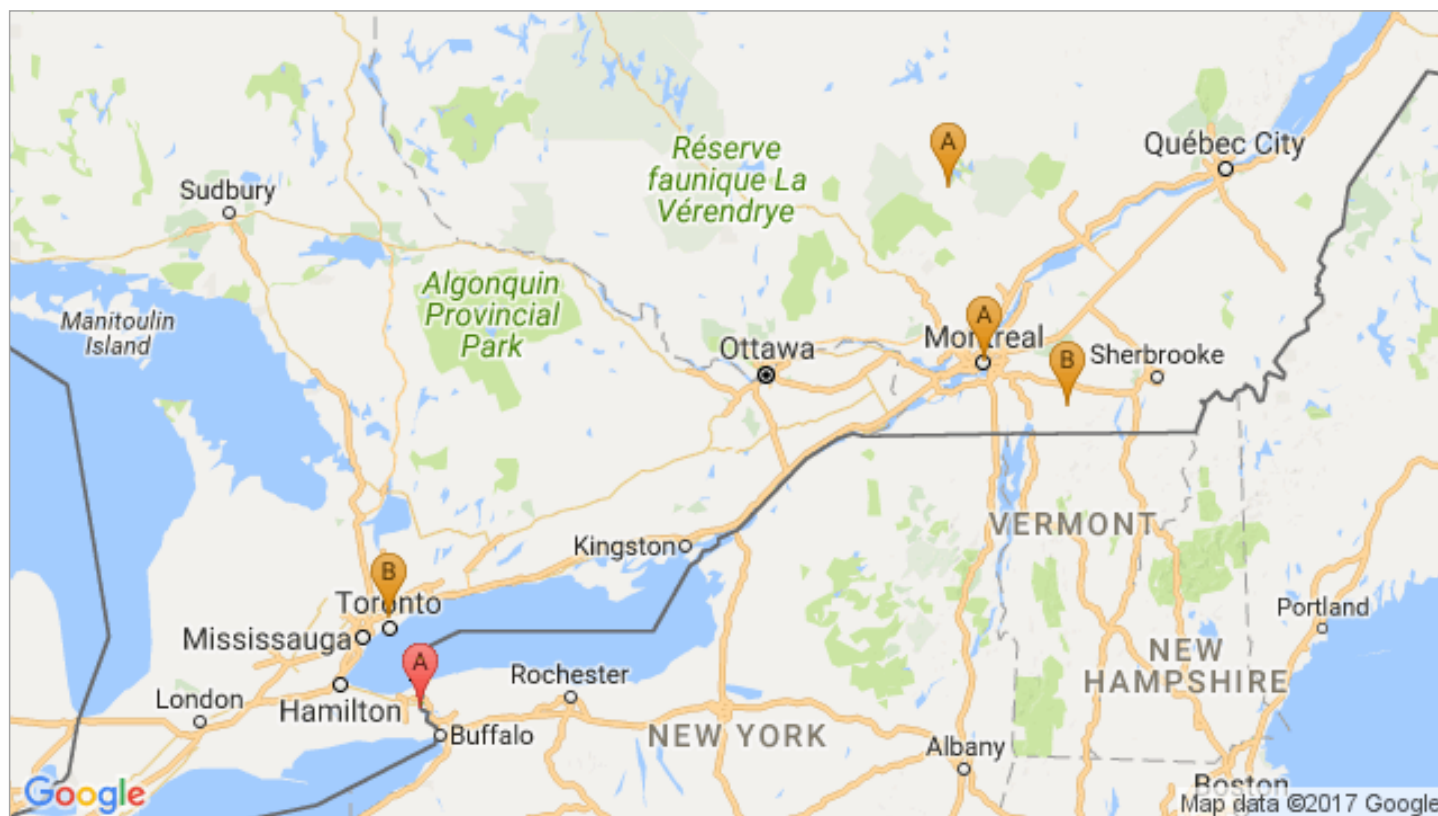 A
Québec City
Réserve
faunique La
Vérendrye
Sudbury
Algonquin
Provincial
Park
Manitoulin
Island
A
Montreal
Ottawa
B
Sherbrooke
VERMONT
Kingston
B
Toronto
Mississauga
Portland
A
NEW
HAMPSHIRE
Rochester
London
Hamilton
Buffalo
NEW YORK
Albany
Boston
Google
Map data ©2017 Google